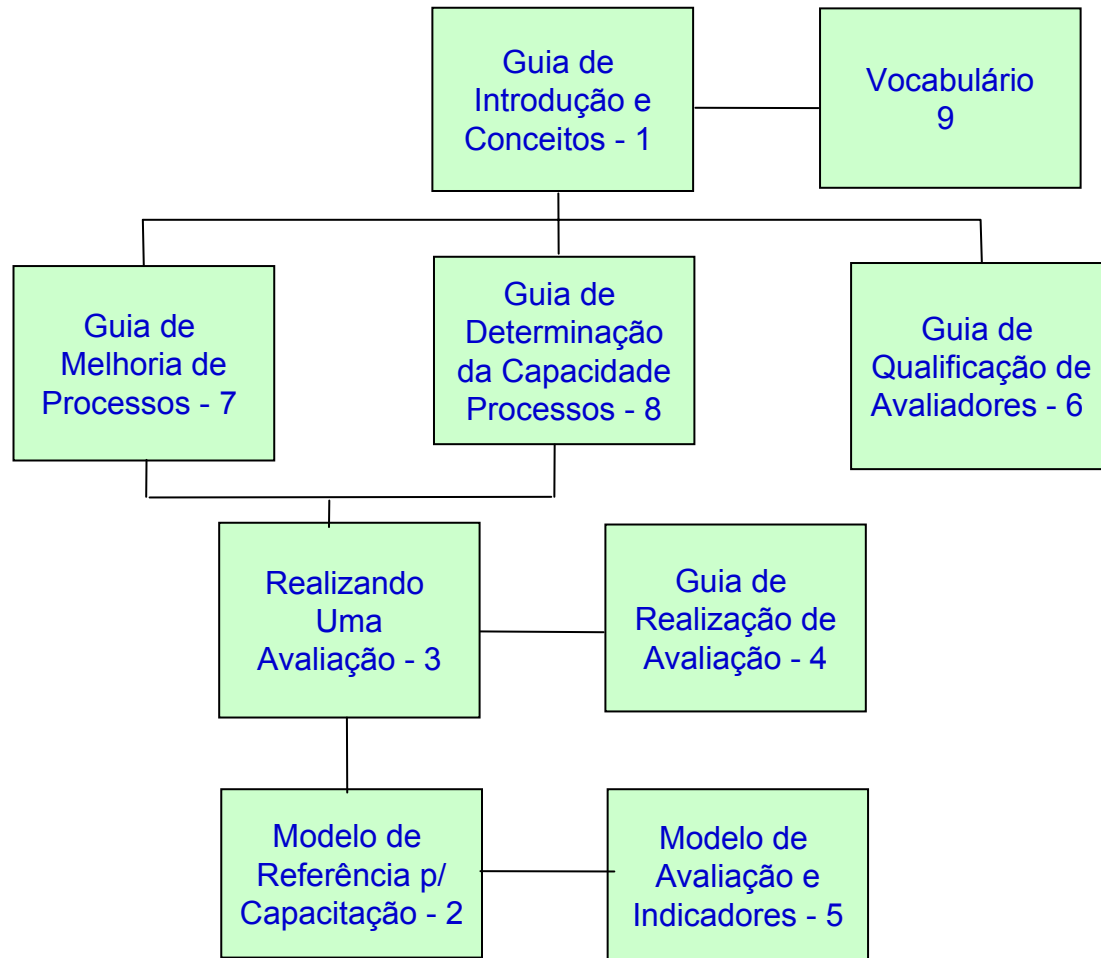 Guia de
Introdução e
Conceitos - 1
Vocabulário
9
Guia de
Melhoria de
Processos - 7
Guia de
Determinação
da Capacidade
Processos - 8
Guia de
Qualificação de
Avaliadores - 6
Realizando
Uma
Avaliação - 3
Guia de
Realização de
Avaliação - 4
Modelo de
Referência p/
Capacitação - 2
Modelo de
Avaliação e
Indicadores - 5